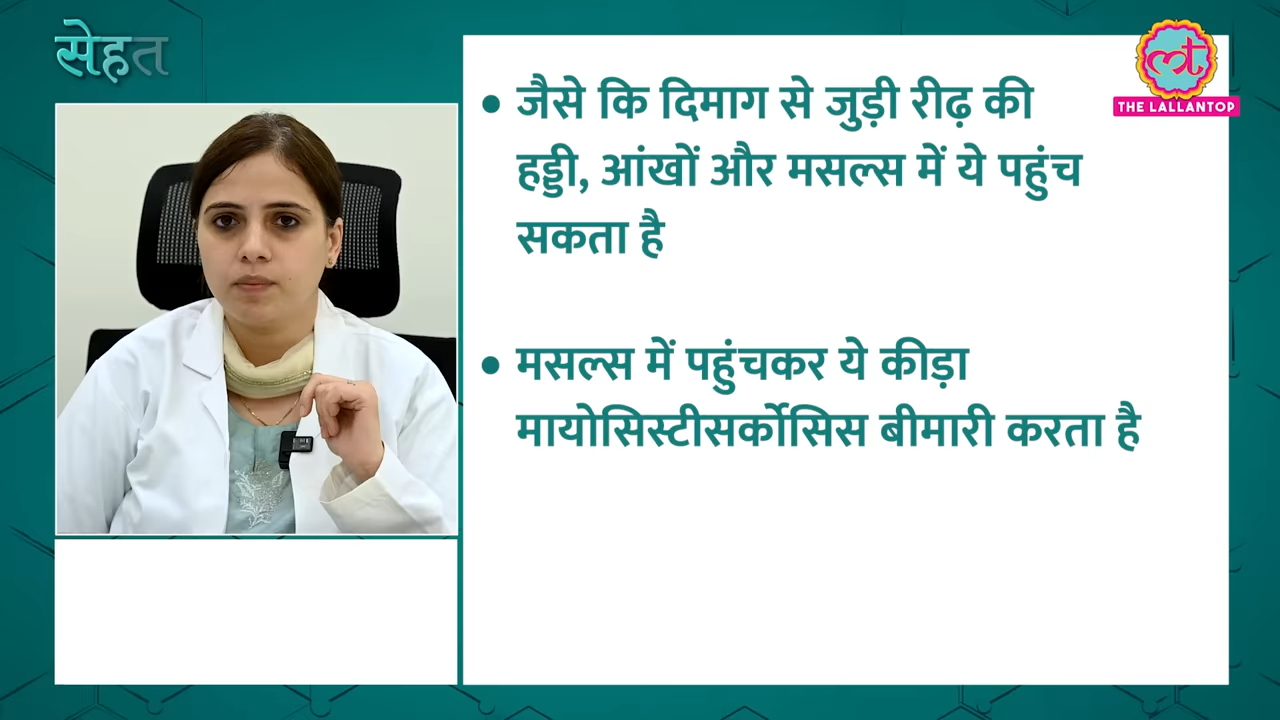 सेहत
THE LALLANTOP
• जैसे कि दिमाग से जुड़ी रीढ़ की
हड्डी, आंखों और मसल्स में ये पहुंच
सकता है
• मसल्स में पहुंचकर ये कीड़ा
मायोसिस्टीसर्कोसिस बीमारी करता है